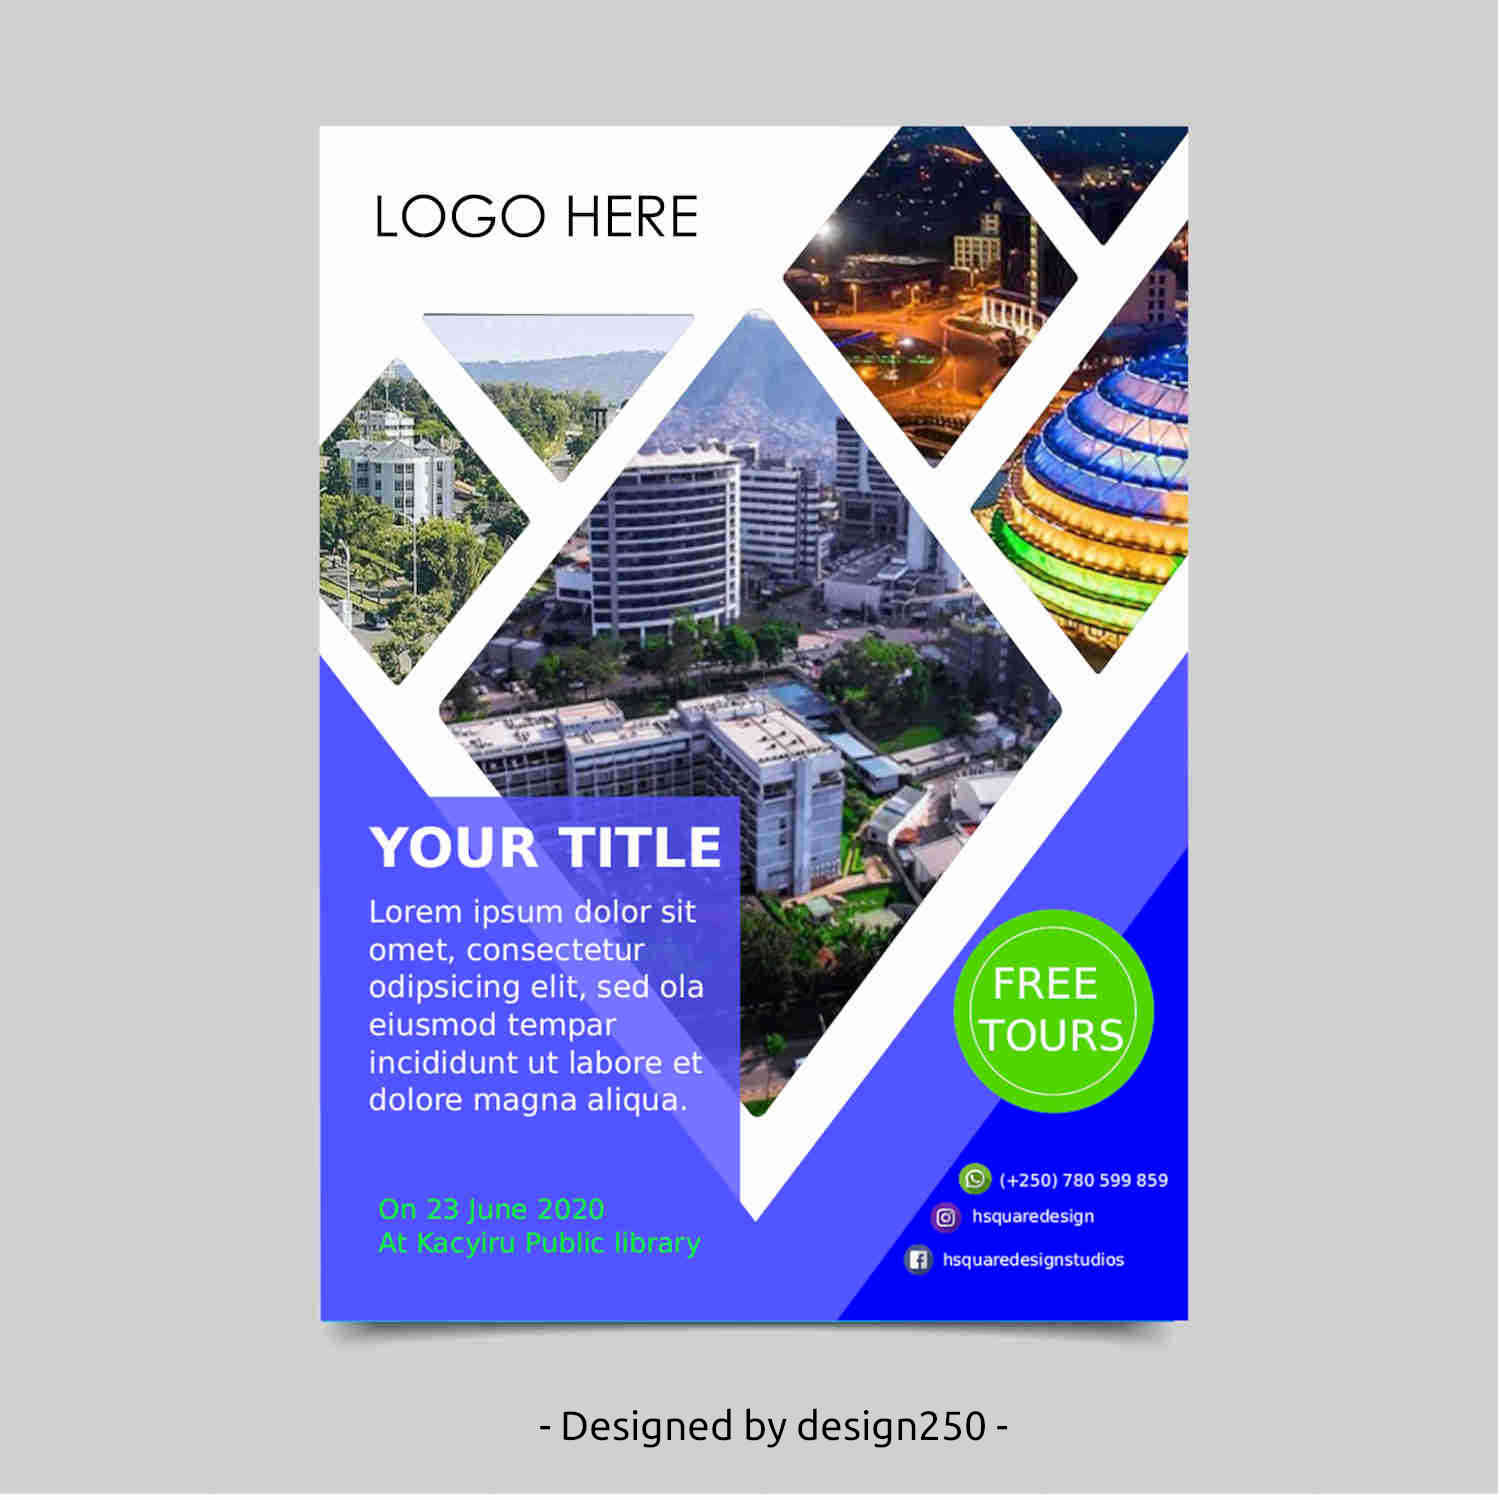 LOGO HERE
YOUR TITLE
Lorem ipsum dolor sit
omet, consectetur
odipsicing elit, sed ola
eiusmod tempar
incididunt ut labore et
dolore magna aliqua.
On 23 June 2020
At Kacyiru Public library
FREE
TOURS
(+250) 780 599 859
hsquaredesign
hsquaredesignstudios
- Designed by design250 -